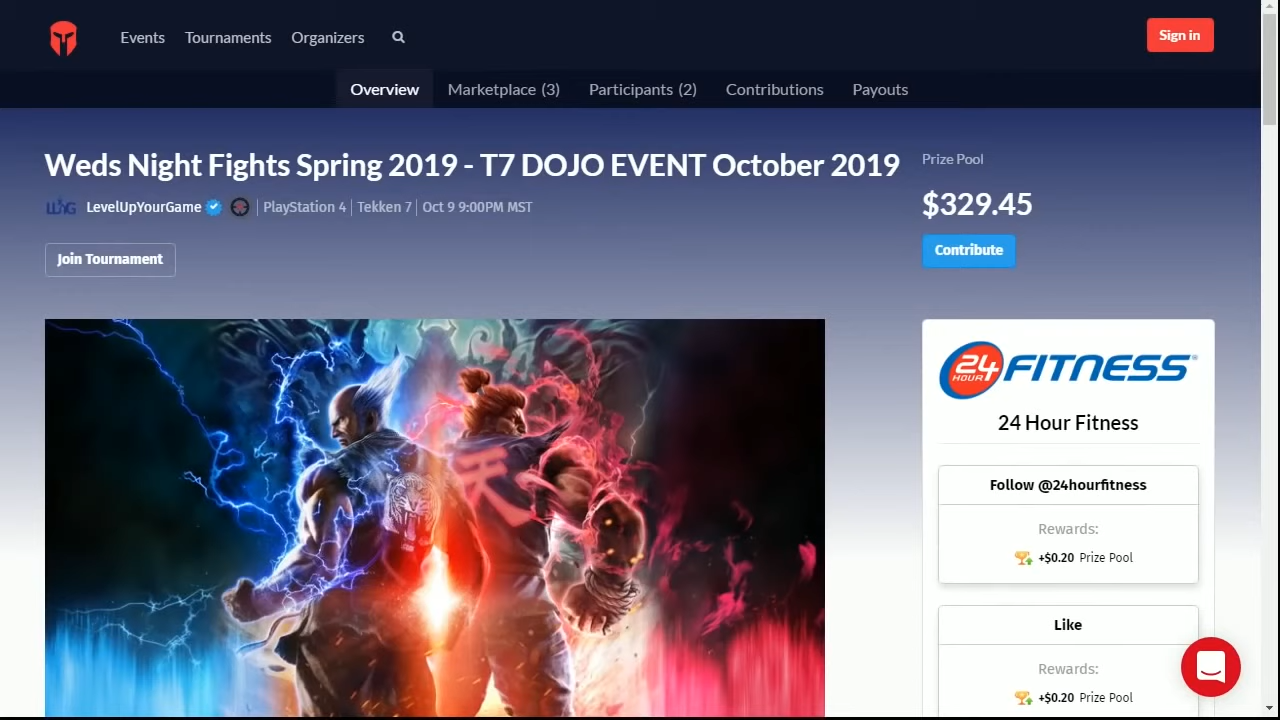 Events Tournaments Organizers
Sign in
Overview Marketplace (3) Participants (2) Contributions Payouts
Weds Night Fights Spring 2019 - T7 DOJO EVENT October 2019
Prize Pool
LevelUpYourGame PlayStation 4 Tekken 7 Oct 9 9:00PM MST
$329.45
Contribute
Join Tournament
24 HOUR FITNESS
24 Hour Fitness
天
Follow @24hourfitness
Rewards:
+$0.20 Prize Pool
Like
Rewards:
+$0.20 Prize Pool